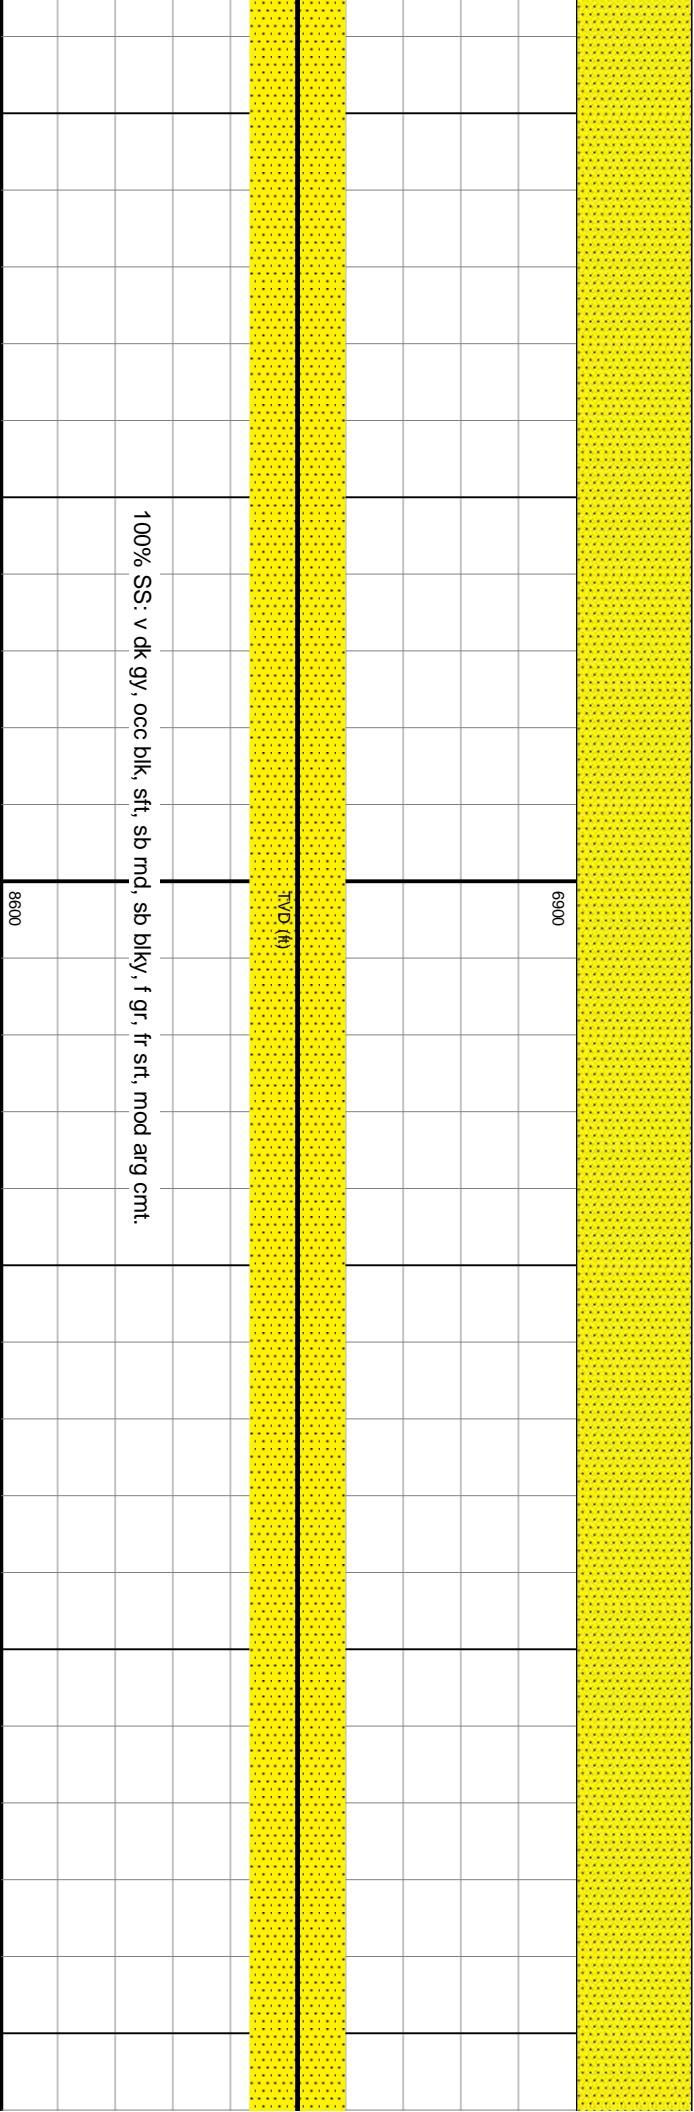 6900
TVD (ft)
100% SS: v dk gy, occ blk, sft, sb rnd, sb blky, f gr, fr srt, mod arg cmt.
8600